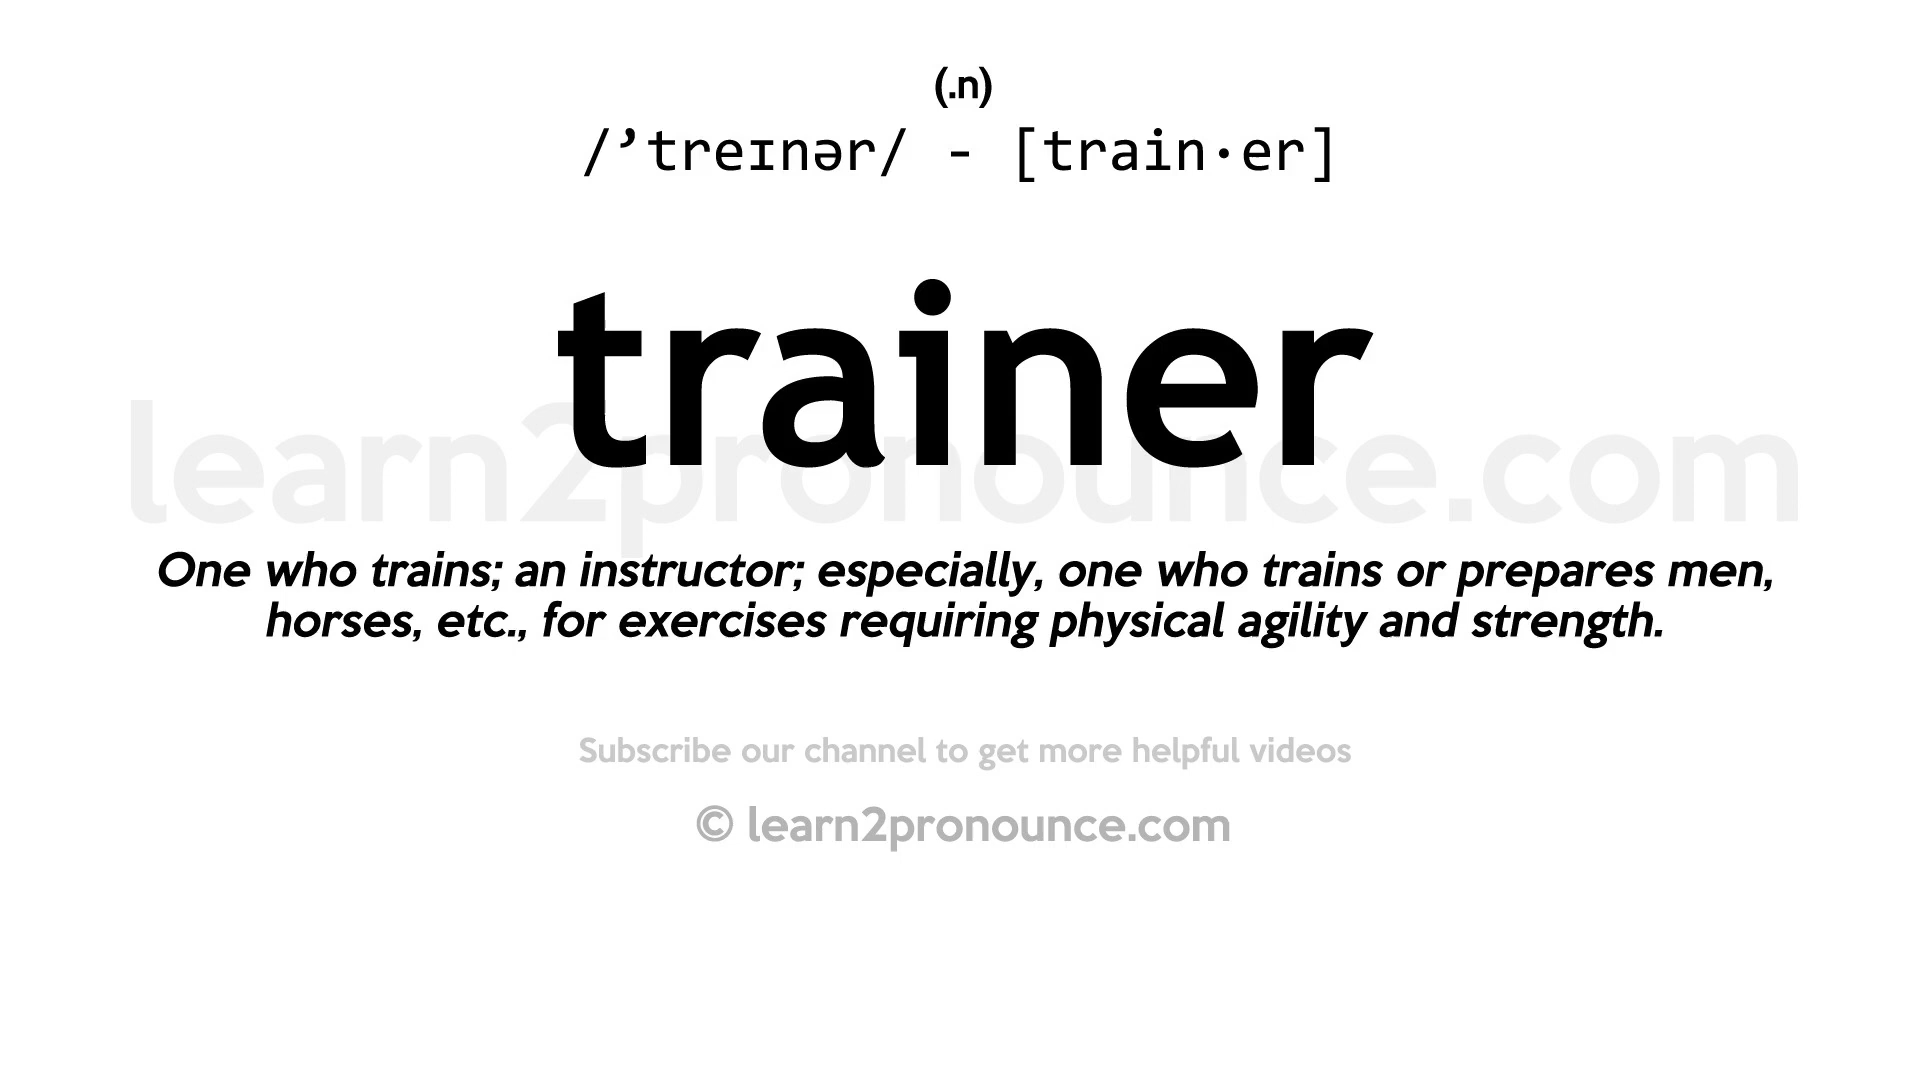 (.n)
/’treɪnər/ - [train·er]
trainer
learn2pronounce.com
One who trains; an instructor; especially, one who trains or prepares men,
horses, etc., for exercises requiring physical agility and strength.
Subscribe our channel to get more helpful videos
© learn2pronounce.com